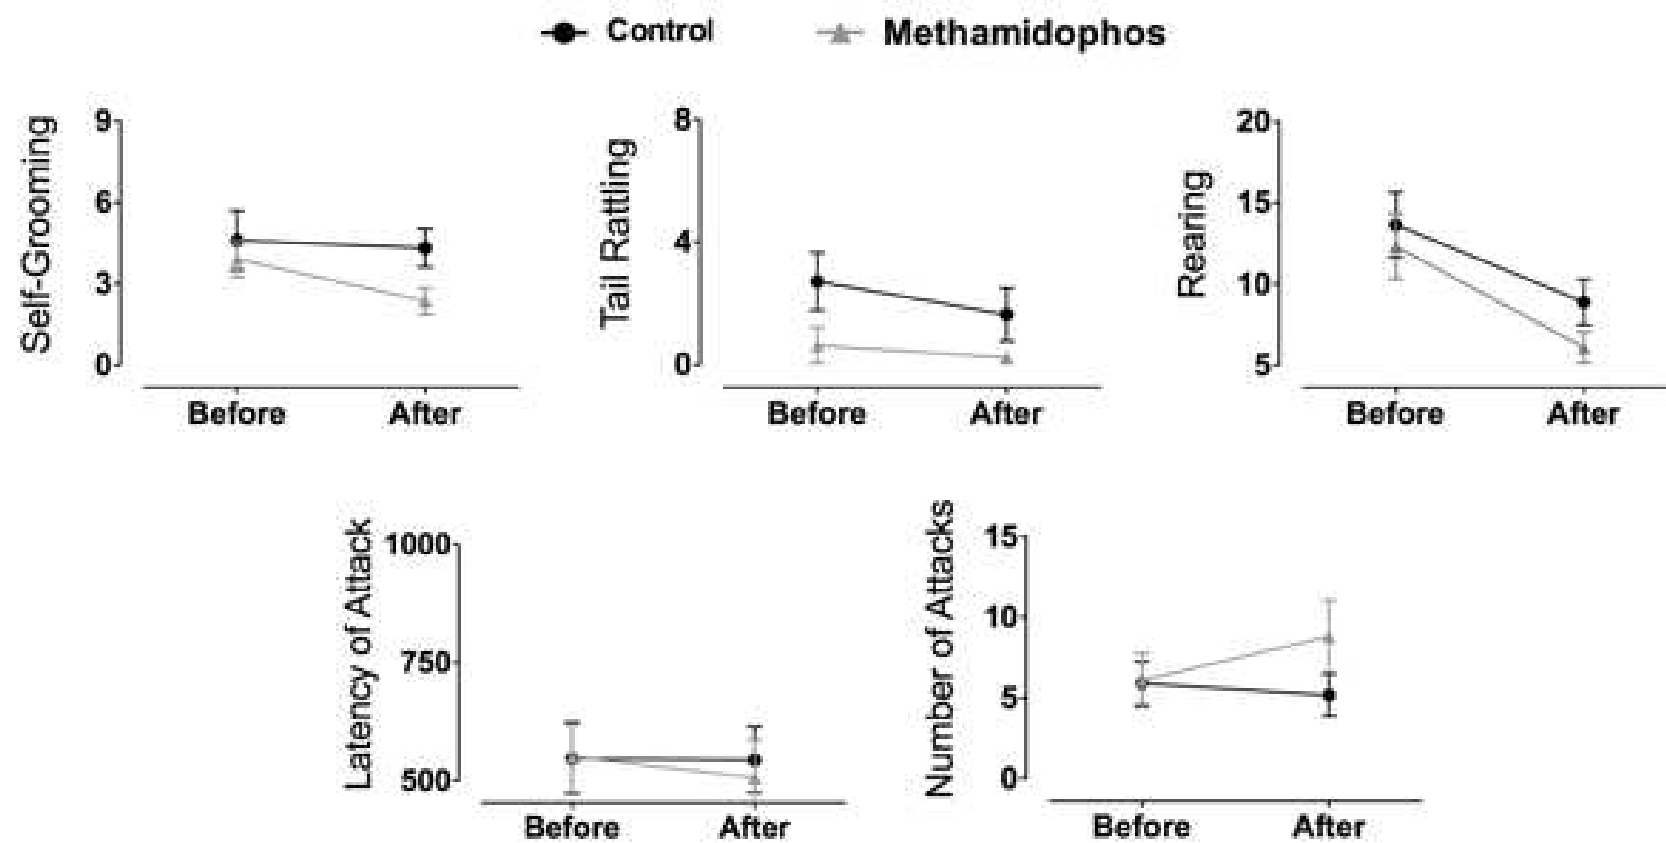 Control Methamidophos
Self-Grooming
9
6
3
0
Before After
Tail Rattling
8
4
0
Before After
Rearing
20
15
10
5
Before After
Latency of Attack
1000
750
500
Before After
Number of Attacks
15
10
5
0
Before After